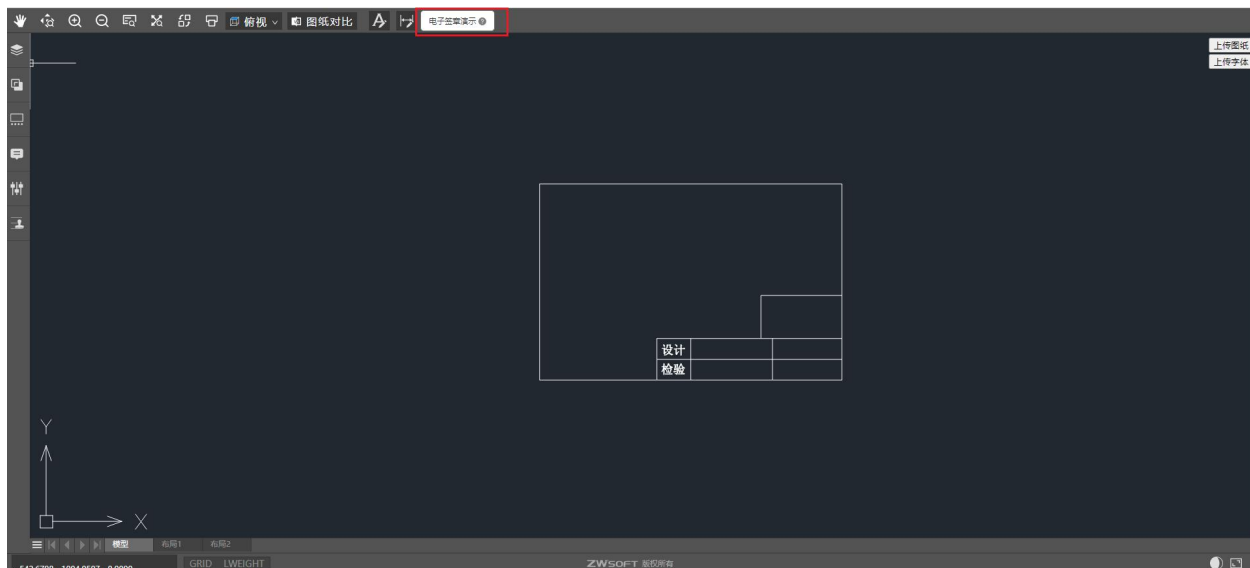 俯视 图纸对比 电子签章演示
上传图纸
上传字体
设计
检验
Y
X
模型 布局1 布局2
GRID LWEIGHT
ZWSOFT 版权所有